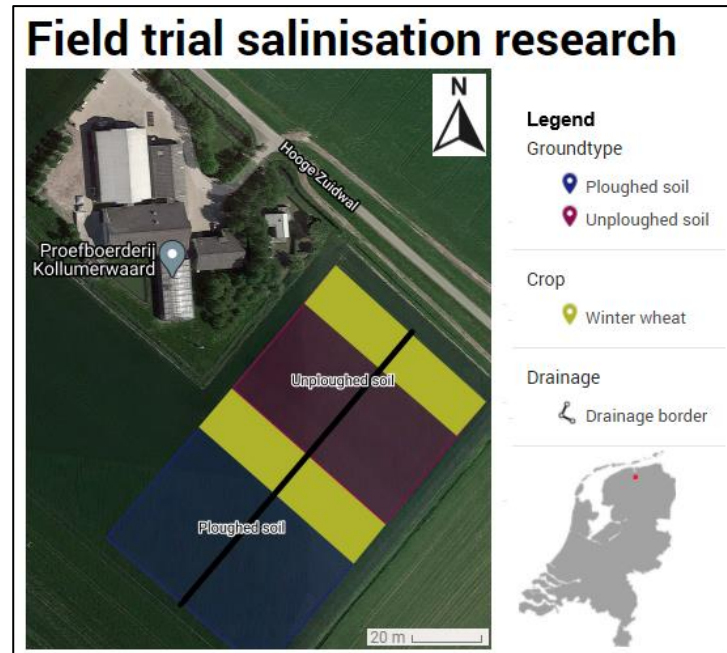 Field trial salinisation research
N
Hooge Zuidwal
Proefboerderij
Kollumerwaard
Unploughed soil
Ploughed soil
20 m
Legend
Groundtype
Ploughed soil
Unploughed soil
Crop
Winter wheat
Drainage
Drainage border